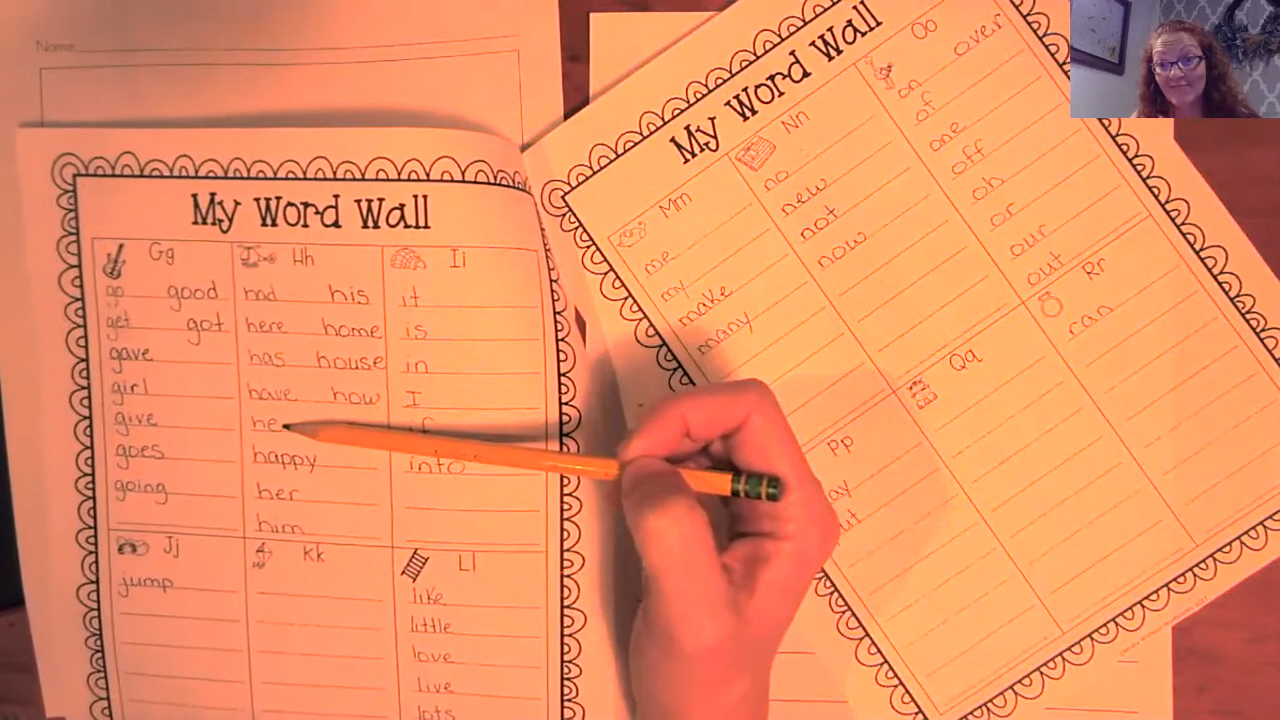 Name
My Word Wall
Gg
go good
get got
gave
girl
give
goes
going
Hh
had his
here home
has house
have how
he
happy
her
him
Ii
it
is
in
I
if
into
Jj
jump
Kk
Ll
like
little
love
live
lots
My Word Wall
Mm
me
my
make
many
Nn
no
new
not
now
Oo
on over
of
one
off
oh
or
our
out
Pp
Qq
Rr
ran